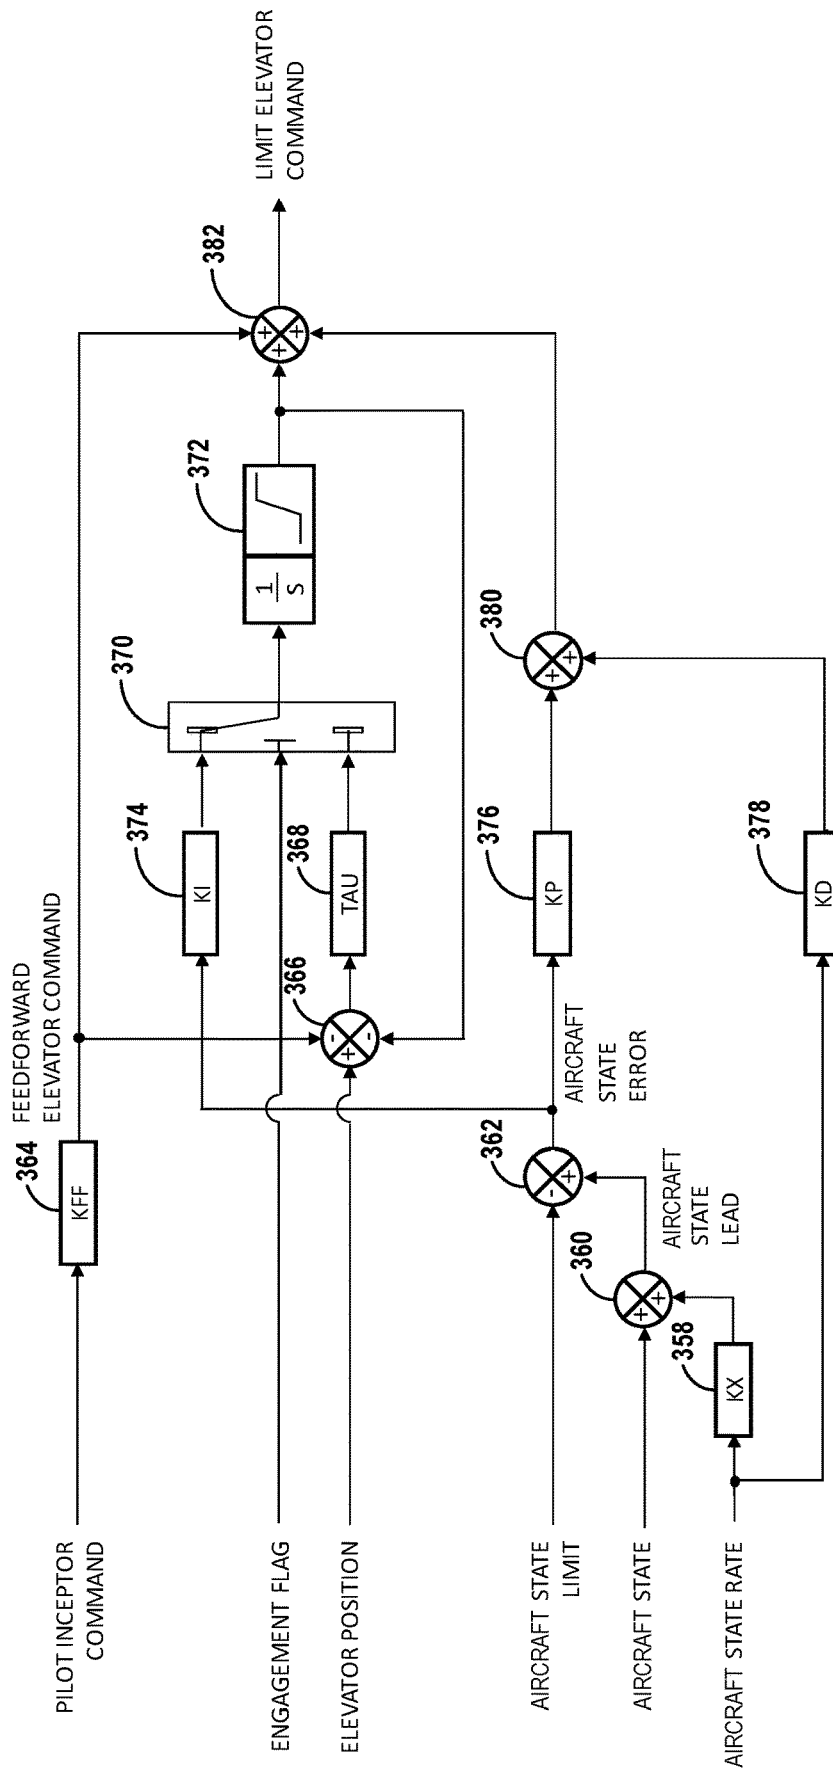 PILOT INCEPTOR
COMMAND
364
KFF
FEEDFORWARD
ELEVATOR COMMAND
ENGAGEMENT FLAG
ELEVATOR POSITION
366
+
-
-
374
KI
368
TAU
370
372
1
S
382
+
+
+
LIMIT ELEVATOR
COMMAND
AIRCRAFT STATE
LIMIT
362
-
+
AIRCRAFT
STATE
ERROR
376
KP
380
+
+
AIRCRAFT STATE
360
+
+
AIRCRAFT
STATE
LEAD
AIRCRAFT STATE RATE
358
KX
378
KD